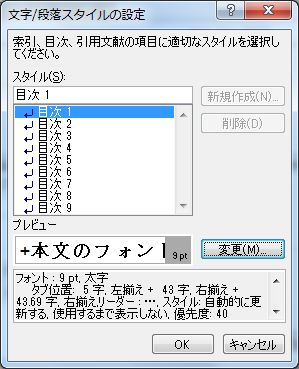 文字/段落スタイルの設定
索引、目次、引用文献の項目に適切なスタイルを選択し
てください。
スタイル(S):
目次 1
新規作成(N)...
目次 1
目次 2
目次 3
目次 4
目次 5
目次 6
目次 7
目次 8
目次 9
削除(D)
プレビュー
+本文のフォント
9 pt
変更(M)...
フォント : 9 pt, 太字
タブ位置: 5 字, 左揃え + 43 字, 右揃え +
43.69 字, 右揃えリーダー : …, スタイル: 自動的に更
新する, 使用するまで表示しない, 優先度: 40
OK
キャンセル